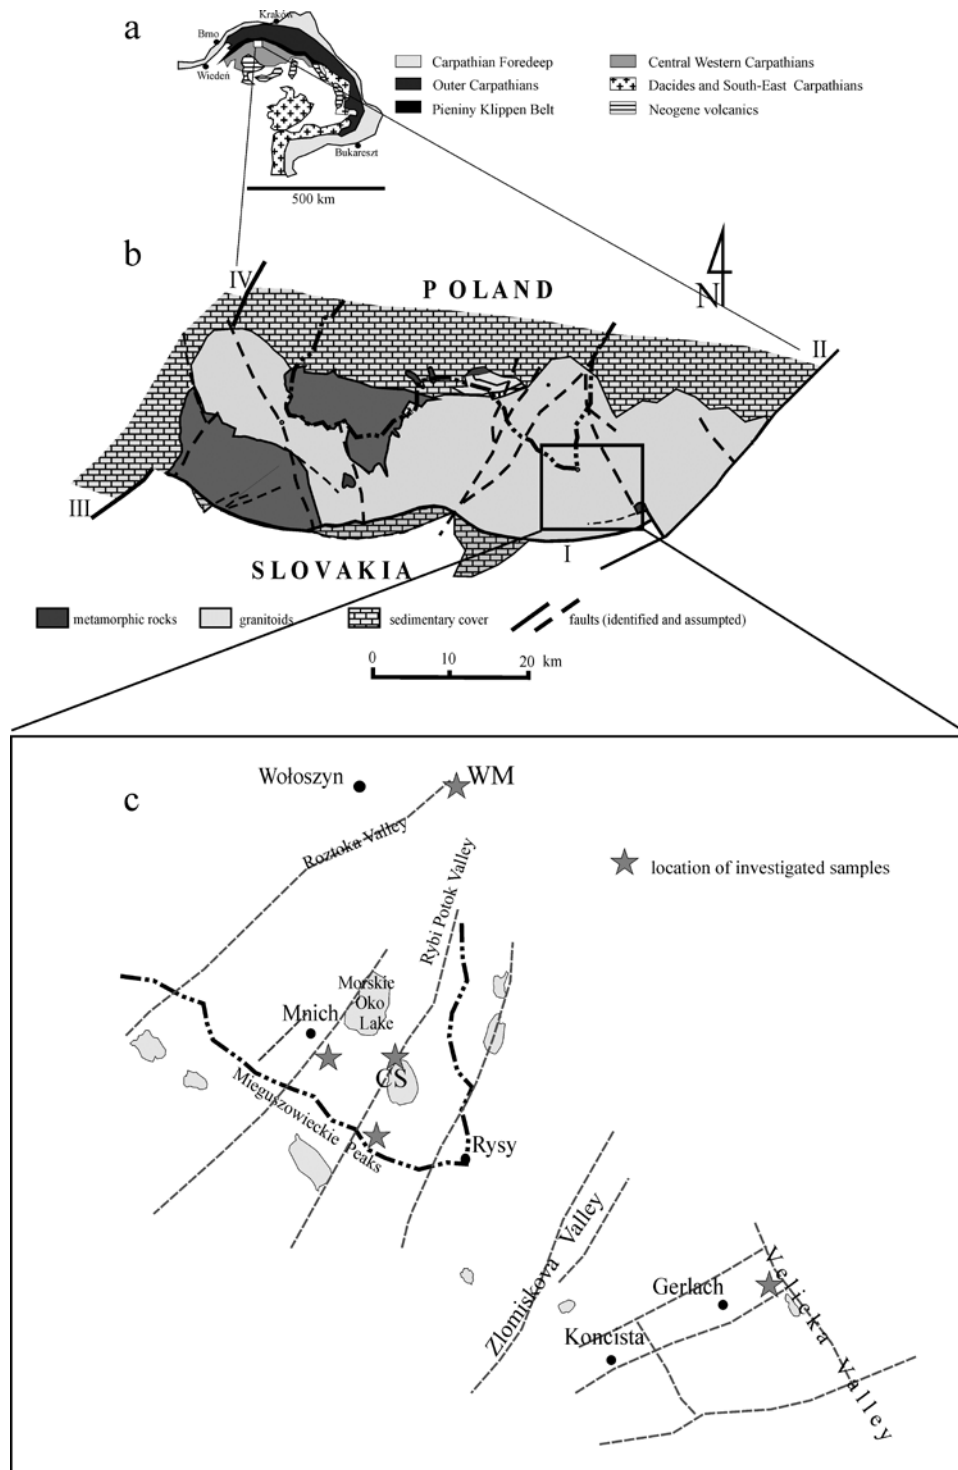 a
Kraków
Brno
Wiedeń
Bukareszt
500 km
Carpathian Foredeep
Outer Carpathians
Pieniny Klippen Belt
Central Western Carpathians
Dacides and South-East Carpathians
Neogene volcanics
b
N
IV
POLAND
II
III
I
SLOVAKIA
metamorphic rocks
granitoids
sedimentary cover
faults (identified and assumpted)
0 10 20 km
c
Wołoszyn
WM
Roztoka Valley
Rybi Potok Valley
location of investigated samples
Morskie
Oko
Lake
Mnich
CS
Mieguszowieckie Peaks
Rysy
Zlomiskova Valley
Gerlach
Koncista
Velicka Valley